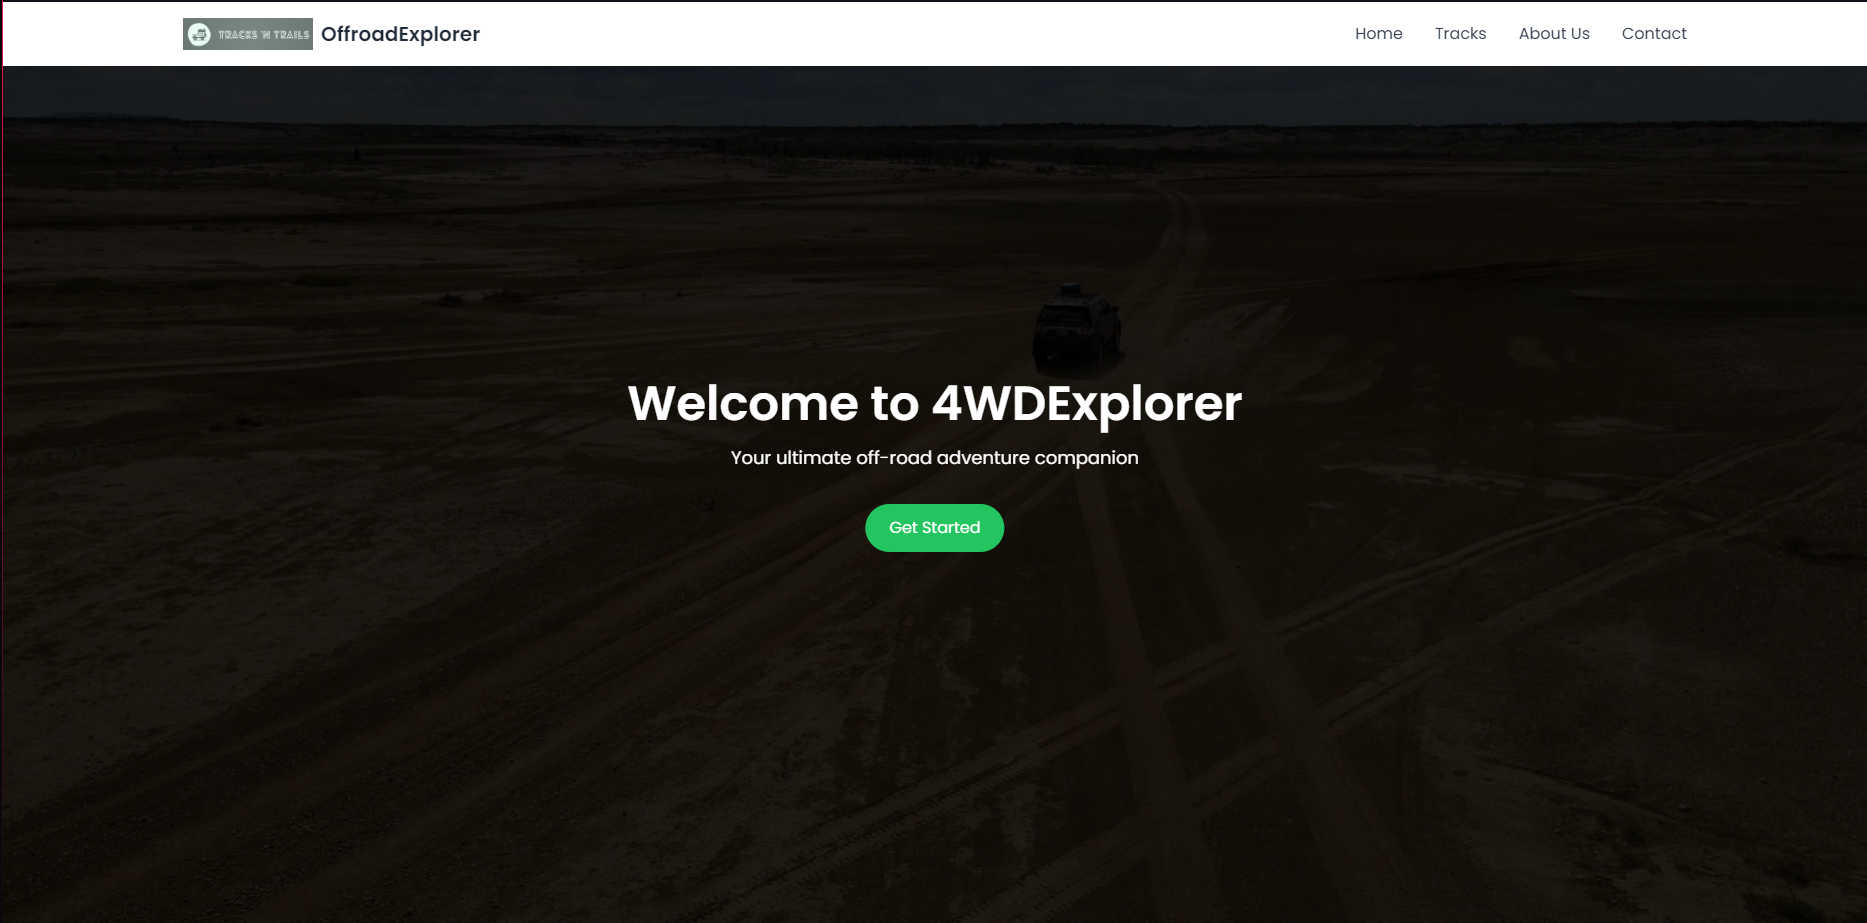 TRACKS 'N TRAILS OffroadExplorer
Home Tracks About Us Contact
Welcome to 4WDExplorer
Your ultimate off-road adventure companion
Get Started